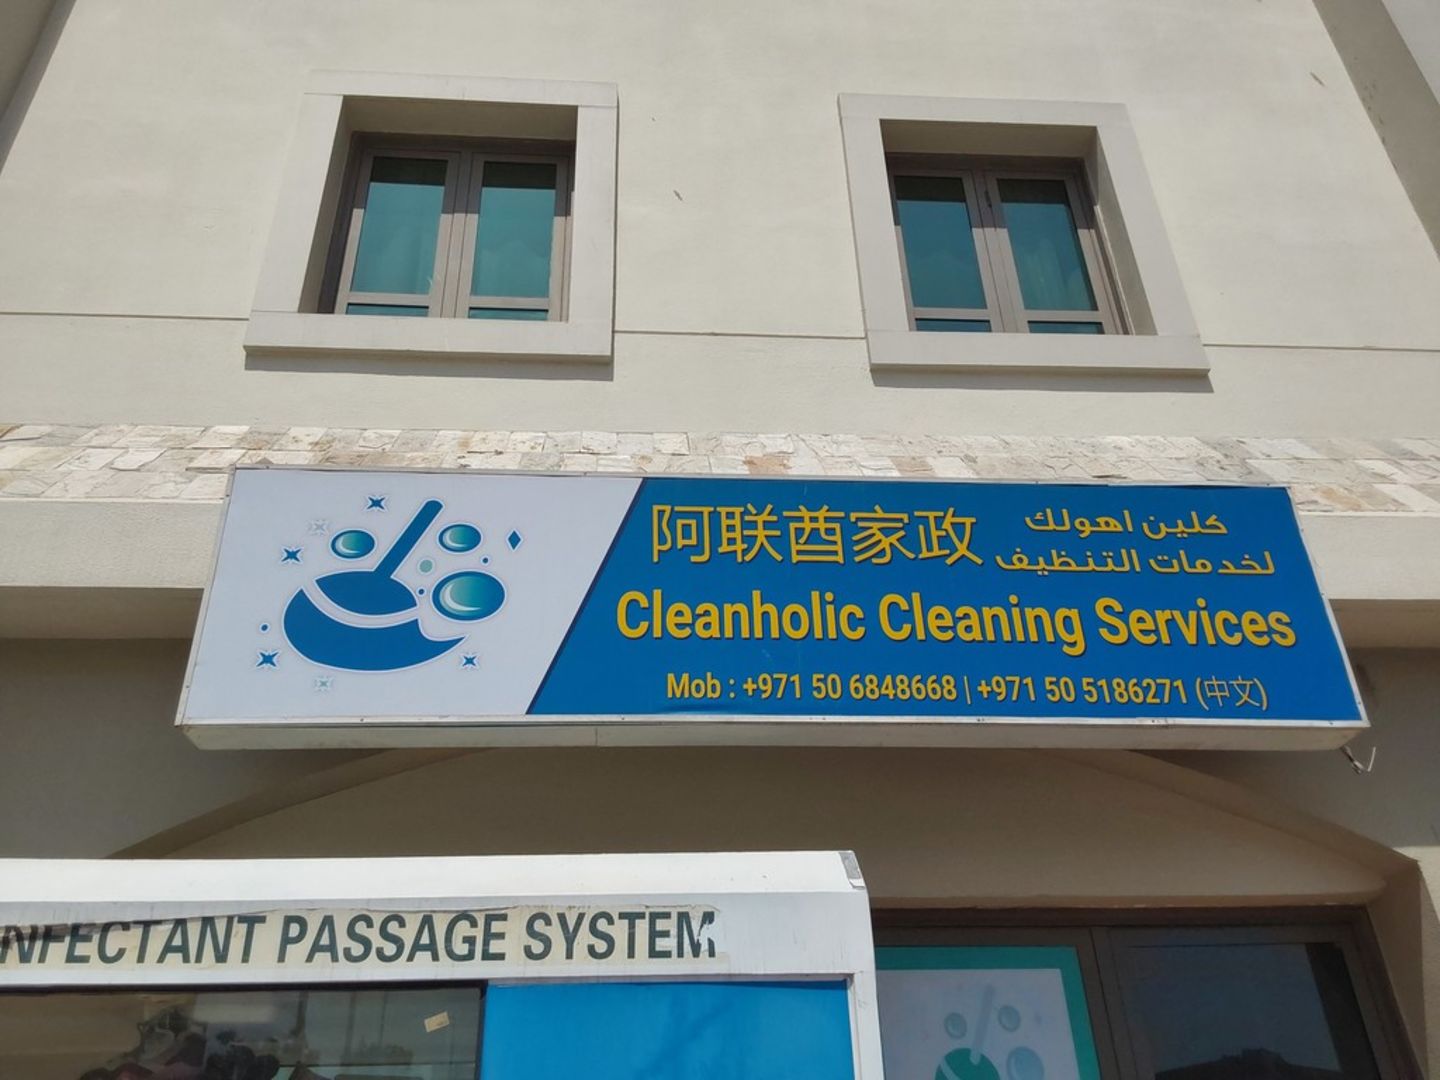 阿联酋家政
كلين اهولك
لخدمات التنظيف
Cleanholic Cleaning Services
Mob : +971 50 6848668 | +971 50 5186271 (中文)
NFECTANT PASSAGE SYSTEM